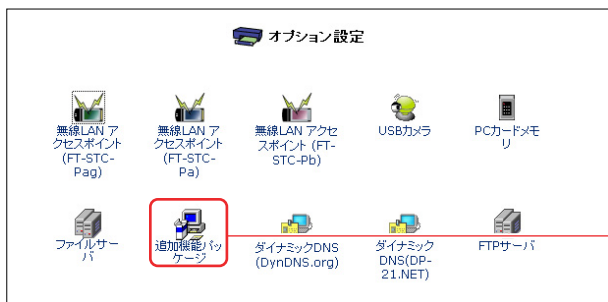 オプション設定
無線LAN ア
クセスポイント
(FT-STC-
Pag)
無線LAN ア
クセスポイント
(FT-STC-
Pa)
無線LAN アクセ
スポイント (FT-
STC-Pb)
USBカメラ
PCカードメモ
リ
ファイルサー
バ
追加機能パッ
ケージ
ダイナミックDNS
(DynDNS.org)
ダイナミック
DNS(DP-
21.NET)
FTPサーバ